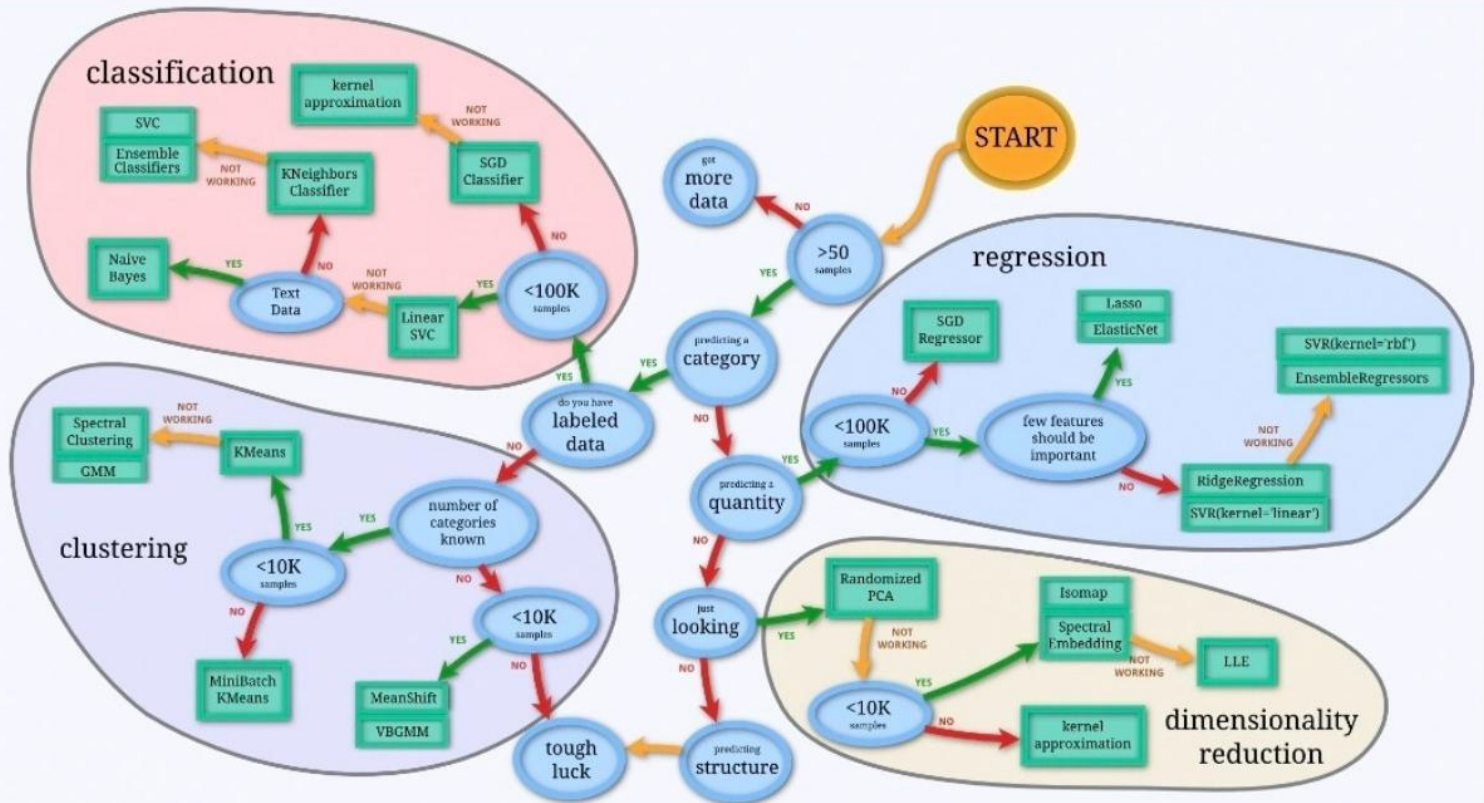 classification
kernel
approximation
NOT
WORKING
SVC
Ensemble
Classifiers
NOT
WORKING
KNeighbors
Classifier
SGD
Classifier
NO
NO
Naive
Bayes
YES
Text
Data
NOT
WORKING
Linear
SVC
YES
<100K
samples
YES
START
get
more
data
NO
>50
samples
YES
predicting a
category
YES
NO
do you have
labeled
data
NO
predicting a
quantity
YES
NO
just
looking
YES
NO
predicting
structure
tough
luck
regression
SGD
Regressor
NO
<100K
samples
YES
Lasso
ElasticNet
YES
few features
should be
important
NO
SVR(kernel='rbf')
EnsembleRegressors
NOT
WORKING
RidgeRegression
SVR(kernel='linear')
clustering
Spectral
Clustering
GMM
NOT
WORKING
KMeans
YES
<10K
samples
YES
number of
categories
known
NO
NO
MiniBatch
KMeans
<10K
samples
YES
NO
MeanShift
VBGMM
Randomized
PCA
NOT
WORKING
<10K
samples
YES
NO
Isomap
Spectral
Embedding
NOT
WORKING
LLE
kernel
approximation
dimensionality
reduction